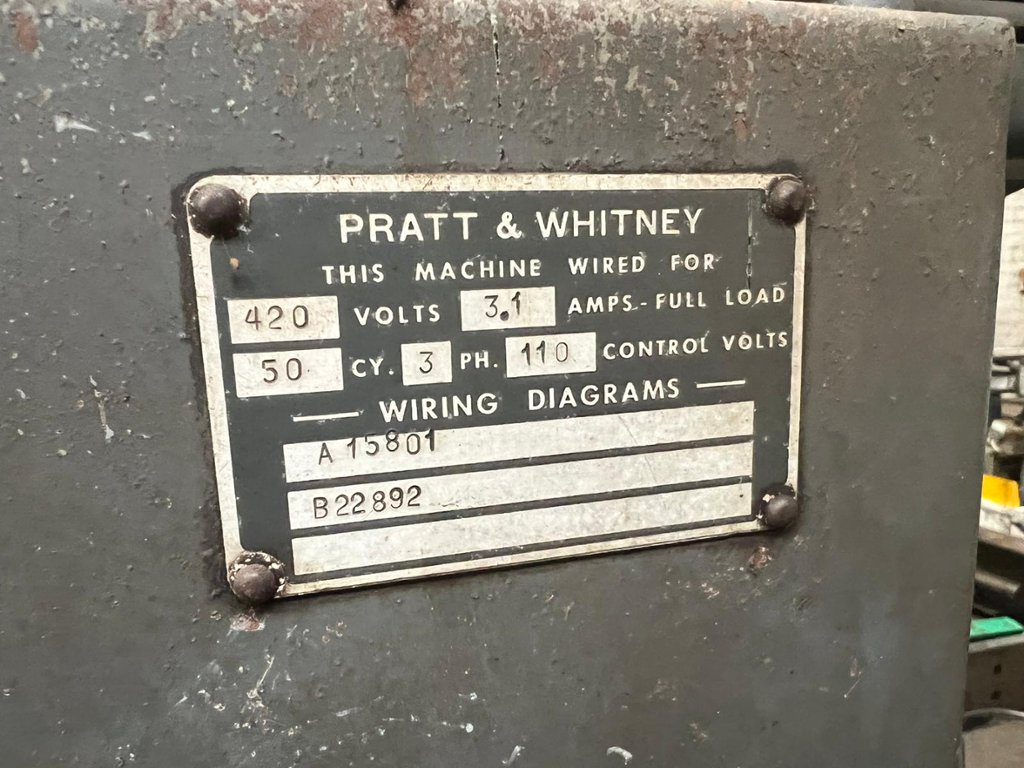 PRATT & WHITNEY
THIS MACHINE WIRED FOR
420 VOLTS 3.1 AMPS.-FULL LOAD
50 CY. 3 PH. 110 CONTROL VOLTS
WIRING DIAGRAMS
A 15801
B22892